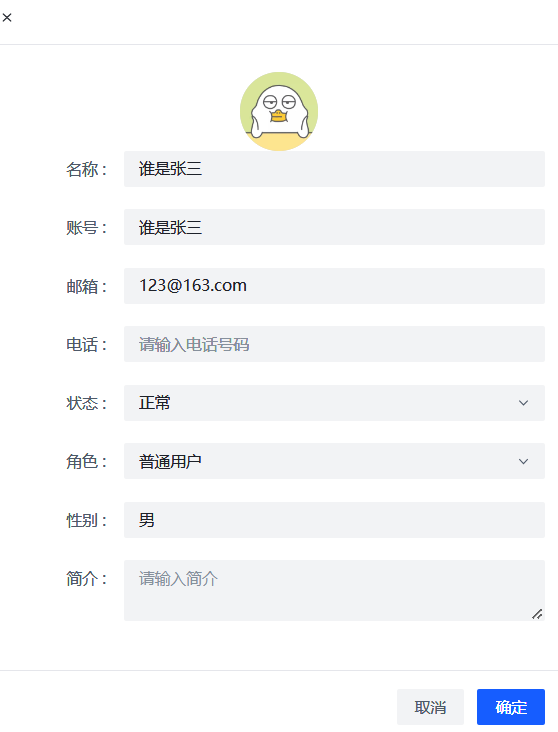 名称：谁是张三
账号：谁是张三
邮箱：123@163.com
电话：请输入电话号码
状态：正常
角色：普通用户
性别：男
简介：请输入简介
取消 确定